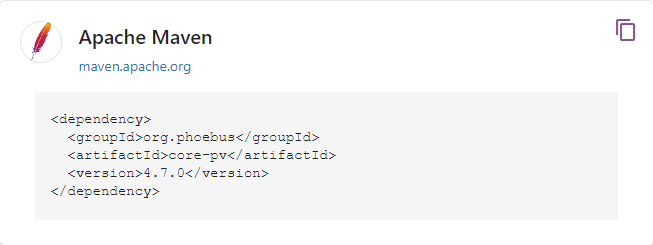 Apache Maven
maven.apache.org
<dependency>
  <groupId>org.phoebus</groupId>
  <artifactId>core-pv</artifactId>
  <version>4.7.0</version>
</dependency>